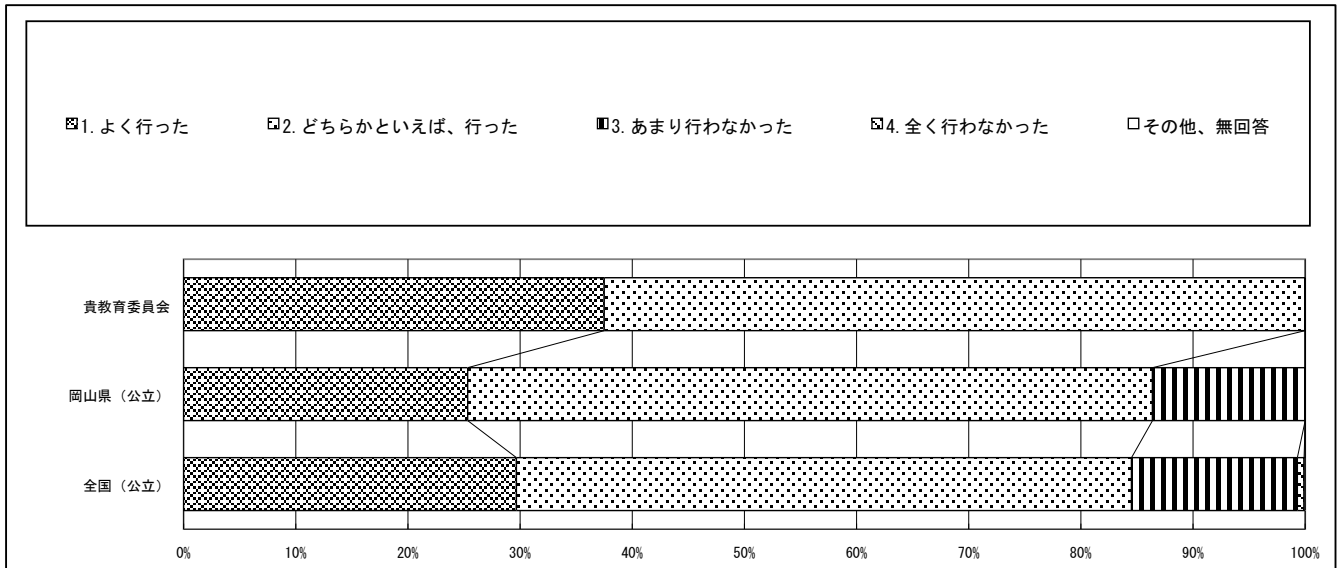 1. よく行った 2. どちらかといえば、行った 3. あまり行わなかった 4. 全く行わなかった その他、無回答
貴教育委員会
岡山県（公立）
全国（公立）
0% 10% 20% 30% 40% 50% 60% 70% 80% 90% 100%